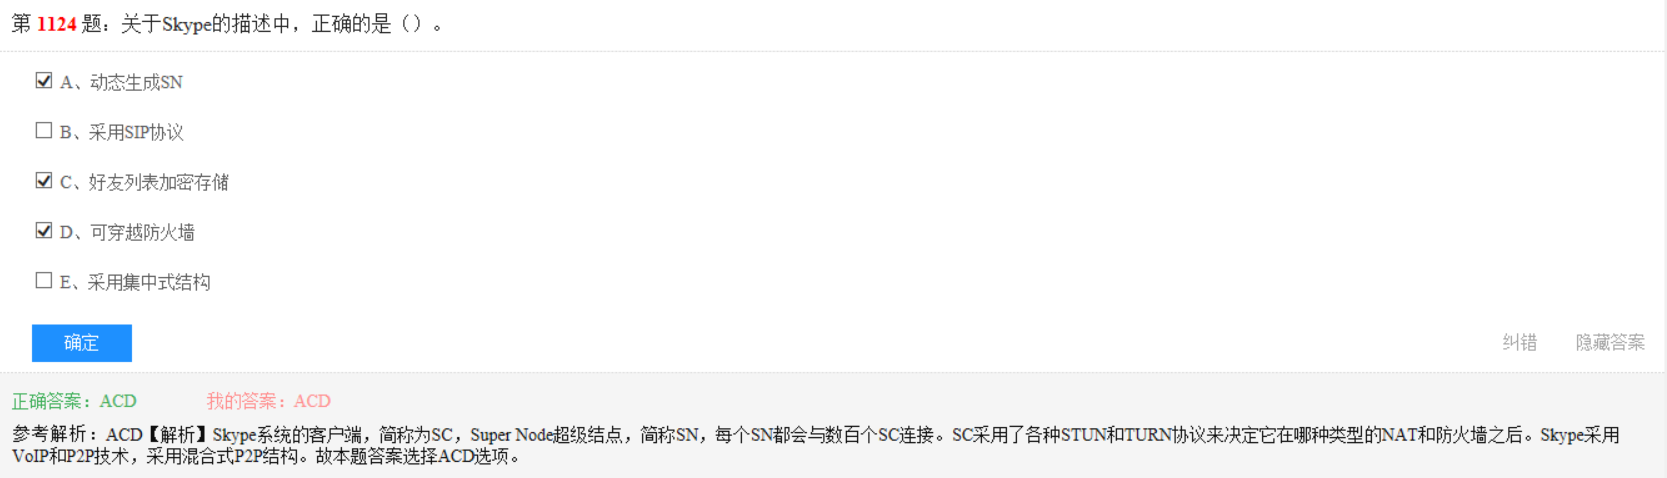 第 1124 题：关于Skype的描述中，正确的是（）。
A、动态生成SN
B、采用SIP协议
C、好友列表加密存储
D、可穿越防火墙
E、采用集中式结构
确定 纠错 隐藏答案
正确答案：ACD 我的答案：ACD
参考解析：ACD【解析】Skype系统的客户端，简称为SC，Super Node超级结点，简称SN，每个SN都会与数百个SC连接。SC采用了各种STUN和TURN协议来决定它在哪种类型的NAT和防火墙之后。Skype采用
VoIP和P2P技术，采用混合式P2P结构。故本题答案选择ACD选项。